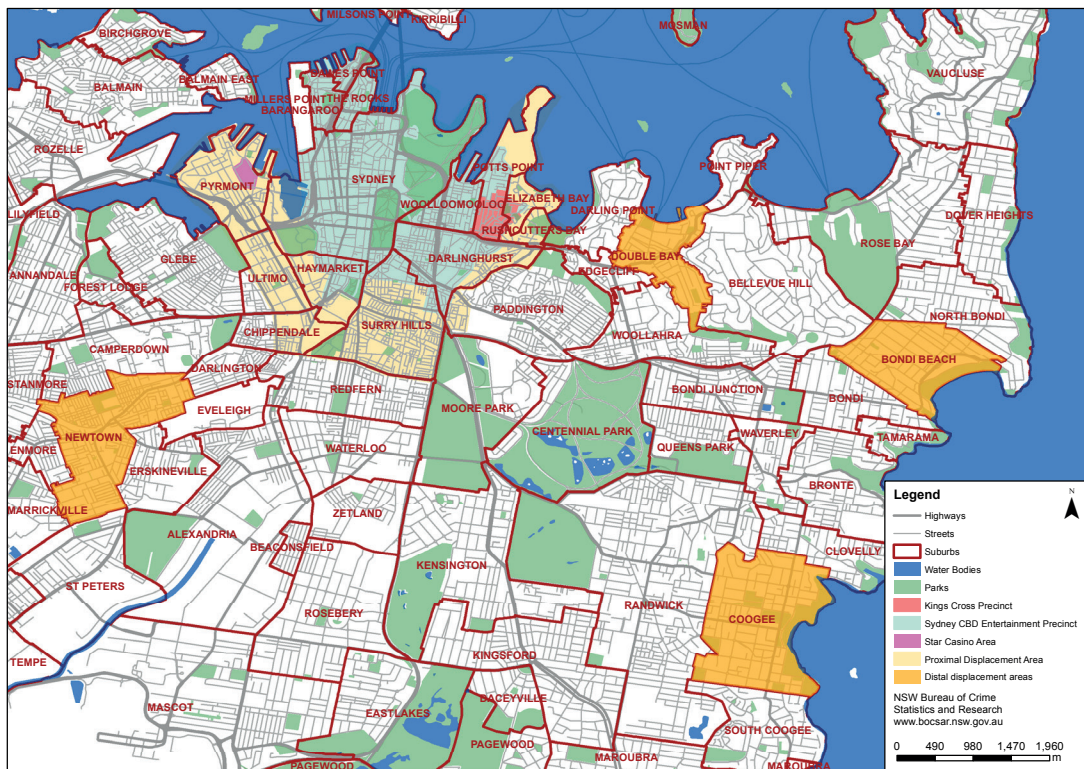 MILSONS POINT
KIRRIBILLI
MOSMAN
BIRCHGROVE
VAUCLUSE
BALMAIN
BALMAIN EAST
DAWES POINT
MILLERS POINT
THE ROCKS
BARANGAROO
ROZELLE
POTTS POINT
POINT PIPER
PYRMONT
SYDNEY
ELIZABETH BAY
WOOLLOOMOOLOO
DARLING POINT
LILYFIELD
DOVER HEIGHTS
RUSHCUTTERS BAY
ROSE BAY
GLEBE
DOUBLE BAY
DARLINGHURST
HAYMARKET
EDGECLIFF
ANNANDALE
ULTIMO
BELLEVUE HILL
FOREST LODGE
PADDINGTON
NORTH BONDI
SURRY HILLS
CHIPPENDALE
WOOLLAHRA
CAMPERDOWN
BONDI BEACH
DARLINGTON
STANMORE
REDFERN
BONDI JUNCTION
BONDI
EVELEIGH
MOORE PARK
CENTENNIAL PARK
WAVERLEY
NEWTOWN
TAMARAMA
ENMORE
WATERLOO
QUEENS PARK
ERSKINEVILLE
BRONTE
MARRICKVILLE
ZETLAND
ALEXANDRIA
BEACONSFIELD
CLOVELLY
KENSINGTON
ST PETERS
RANDWICK
ROSEBERY
COOGEE
KINGSFORD
TEMPE
DACEYVILLE
MASCOT
EASTLAKES
SOUTH COOGEE
PAGEWOOD
MAROUBRA
PAGEWOOD
MAROUBRA
Legend
N
Highways
Streets
Suburbs
Water Bodies
Parks
Kings Cross Precinct
Sydney CBD Entertainment Precinct
Star Casino Area
Proximal Displacement Area
Distal displacement areas
NSW Bureau of Crime
Statistics and Research
www.bocsar.nsw.gov.au
0 490 980 1,470 1,960
m